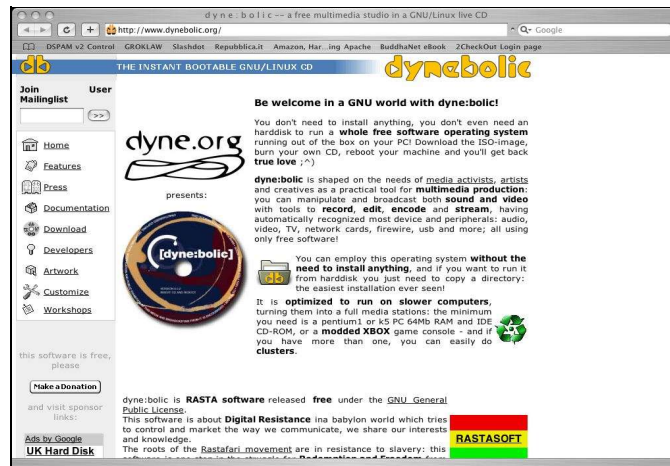 dyne:bolic -- a free multimedia studio in a GNU/Linux live CD
http://www.dynebolic.org/
Google
DSPAM v2 Control GROKLAW Slashdot Repubblica.it Amazon, Har...ing Apache BuddhaNet eBook 2CheckOut Login page
THE INSTANT BOOTABLE GNU/LINUX CD
dynebolic
Join User
Mailinglist
>>
Home
Features
Press
Documentation
Download
Developers
Artwork
Customize
Workshops
this software is free,
please
Make a Donation
and visit sponsor
links:
Ads by Google
UK Hard Disk
dyne.org
presents:
[dyne:bolic]
Be welcome in a GNU world with dyne:bolic!
You don't need to install anything, you don't even need an
harddisk to run a whole free software operating system
running out of the box on your PC! Download the ISO-image,
burn your own CD, reboot your machine and you'll get back
true love ;^)
dyne:bolic is shaped on the needs of media activists, artists
and creatives as a practical tool for multimedia production:
you can manipulate and broadcast both sound and video
with tools to record, edit, encode and stream, having
automatically recognized most device and peripherals: audio,
video, TV, network cards, firewire, usb and more; all using
only free software!
You can employ this operating system without the
need to install anything, and if you want to run it
from harddisk you just need to copy a directory:
the easiest installation ever seen!
It is optimized to run on slower computers,
turning them into a full media stations: the minimum
you need is a pentium1 or k5 PC 64Mb RAM and IDE
CD-ROM, or a modded XBOX game console - and if
you have more than one, you can easily do
clusters.
dyne:bolic is RASTA software released free under the GNU General
Public License.
This software is about Digital Resistance ina babylon world which tries
to control and market the way we communicate, we share our interests
and knowledge.
The roots of the Rastafari movement are in resistance to slavery: this
software is one step in the struggle for Redemption and Freedom from
RASTASOFT